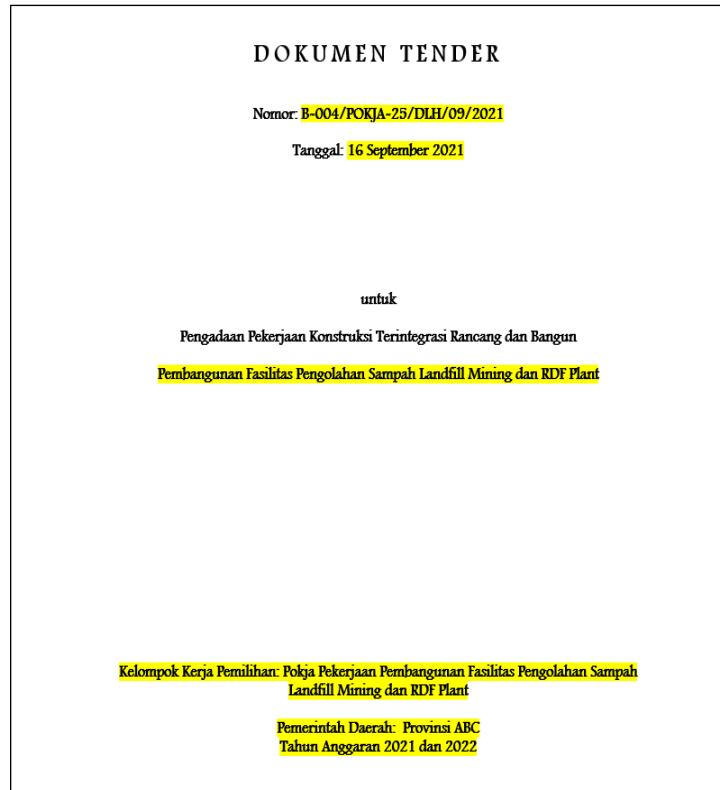 DOKUMEN TENDER
Nomor: B-004/POKJA-25/DLH/09/2021
Tanggal: 16 September 2021
untuk
Pengadaan Pekerjaan Konstruksi Terintegrasi Rancang dan Bangun
Pembangunan Fasilitas Pengolahan Sampah Landfill Mining dan RDF Plant
Kelompok Kerja Pemilihan: Pokja Pekerjaan Pembangunan Fasilitas Pengolahan Sampah
Landfill Mining dan RDF Plant
Pemerintah Daerah: Provinsi ABC
Tahun Anggaran 2021 dan 2022